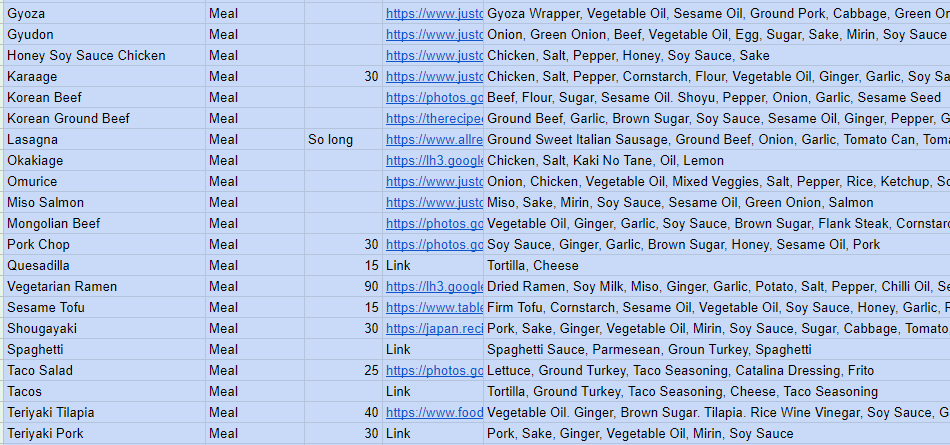 Gyoza Meal https://www.justo Gyoza Wrapper, Vegetable Oil, Sesame Oil, Ground Pork, Cabbage, Green On
Gyudon Meal https://www.justo Onion, Green Onion, Beef, Vegetable Oil, Egg, Sugar, Sake, Mirin, Soy Sauce
Honey Soy Sauce Chicken Meal https://www.justo Chicken, Salt, Pepper, Honey, Soy Sauce, Sake
Karaage Meal 30 https://www.justo Chicken, Salt, Pepper, Cornstarch, Flour, Vegetable Oil, Ginger, Garlic, Soy Sa
Korean Beef Meal https://photos.go Beef, Flour, Sugar, Sesame Oil. Shoyu, Pepper, Onion, Garlic, Sesame Seed
Korean Ground Beef Meal https://therecipe Ground Beef, Garlic, Brown Sugar, Soy Sauce, Sesame Oil, Ginger, Pepper, G
Lasagna Meal So long https://www.allre Ground Sweet Italian Sausage, Ground Beef, Onion, Garlic, Tomato Can, Toma
Okakiage Meal https://lh3.google Chicken, Salt, Kaki No Tane, Oil, Lemon
Omurice Meal https://www.justo Onion, Chicken, Vegetable Oil, Mixed Veggies, Salt, Pepper, Rice, Ketchup, So
Miso Salmon Meal https://www.justo Miso, Sake, Mirin, Soy Sauce, Sesame Oil, Green Onion, Salmon
Mongolian Beef Meal https://photos.go Vegetable Oil, Ginger, Garlic, Soy Sauce, Brown Sugar, Flank Steak, Cornstarc
Pork Chop Meal 30 https://photos.go Soy Sauce, Ginger, Garlic, Brown Sugar, Honey, Sesame Oil, Pork
Quesadilla Meal 15 Link Tortilla, Cheese
Vegetarian Ramen Meal 90 https://lh3.google Dried Ramen, Soy Milk, Miso, Ginger, Garlic, Potato, Salt, Pepper, Chilli Oil, Se
Sesame Tofu Meal 15 https://www.table Firm Tofu, Cornstarch, Sesame Oil, Vegetable Oil, Soy Sauce, Honey, Garlic, R
Shougayaki Meal 30 https://japan.reci Pork, Sake, Ginger, Vegetable Oil, Mirin, Soy Sauce, Sugar, Cabbage, Tomato
Spaghetti Meal Link Spaghetti Sauce, Parmesean, Groun Turkey, Spaghetti
Taco Salad Meal 25 https://photos.go Lettuce, Ground Turkey, Taco Seasoning, Catalina Dressing, Frito
Tacos Meal Link Tortilla, Ground Turkey, Taco Seasoning, Cheese, Taco Seasoning
Teriyaki Tilapia Meal 40 https://www.food Vegetable Oil. Ginger, Brown Sugar. Tilapia. Rice Wine Vinegar, Soy Sauce, G
Teriyaki Pork Meal 30 Link Pork, Sake, Ginger, Vegetable Oil, Mirin, Soy Sauce